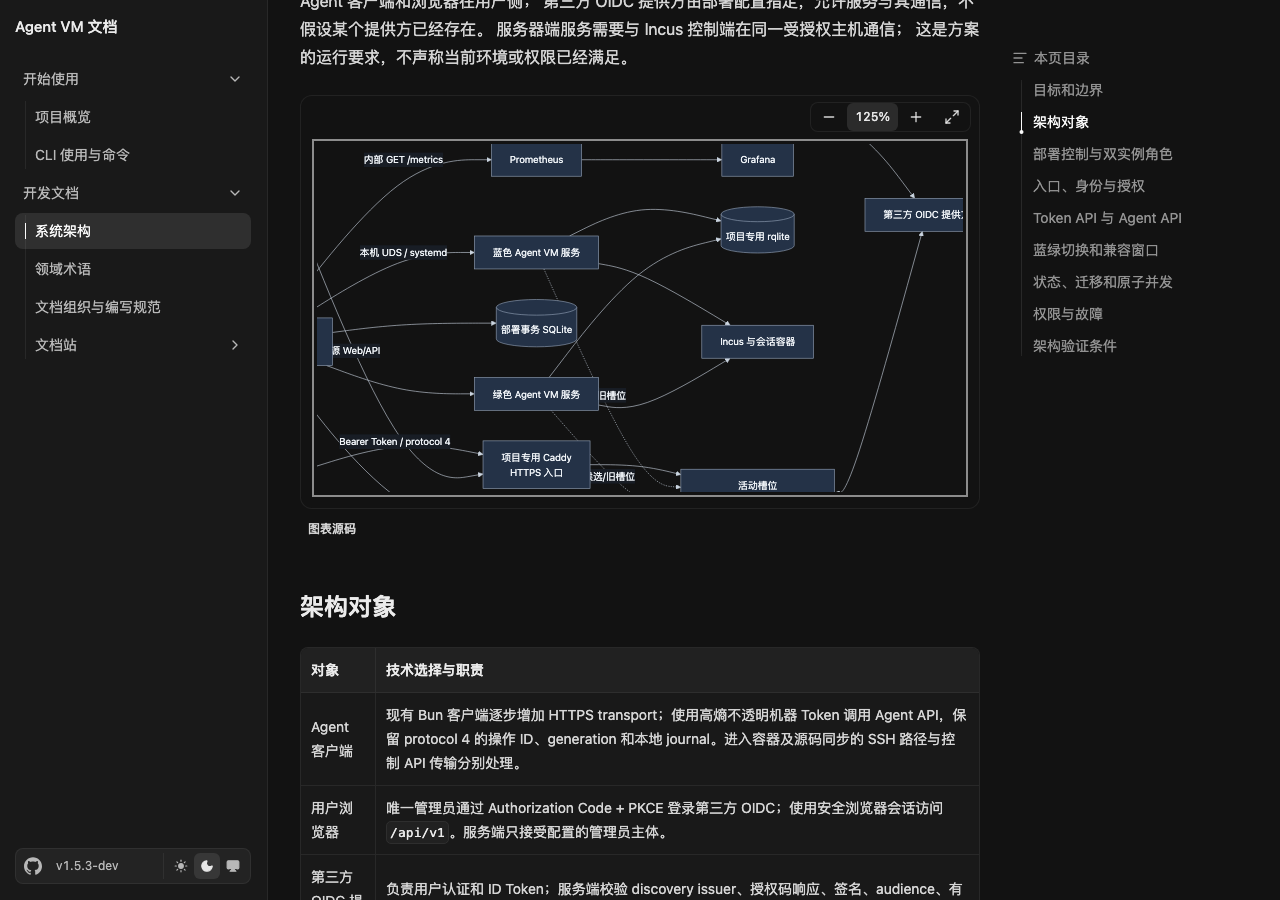 Agent VM 文档
开始使用
项目概览
CLI 使用与命令
开发文档
系统架构
领域术语
文档组织与编写规范
文档站
v1.5.3-dev
Agent 客户端和浏览器在用户侧； 第三方 OIDC 提供方由部署配置指定，允许服务与其通信，不
假设某个提供方已经存在。 服务器端服务需要与 Incus 控制端在同一受授权主机通信； 这是方案
的运行要求，不声称当前环境或权限已经满足。
125%
内部 GET /metrics
Prometheus
Grafana
第三方 OIDC 提供
项目专用 rqlite
本机 UDS / systemd
蓝色 Agent VM 服务
部署事务 SQLite
源 Web/API
Incus 与会话容器
绿色 Agent VM 服务
旧槽位
Bearer Token / protocol 4
项目专用 Caddy
HTTPS 入口
选/旧槽位
活动槽位
图表源码
架构对象
对象
技术选择与职责
Agent
客户端
现有 Bun 客户端逐步增加 HTTPS transport；使用高熵不透明机器 Token 调用 Agent API，保
留 protocol 4 的操作 ID、generation 和本地 journal。进入容器及源码同步的 SSH 路径与控
制 API 传输分别处理。
用户浏
览器
唯一管理员通过 Authorization Code + PKCE 登录第三方 OIDC；使用安全浏览器会话访问
/api/v1。服务端只接受配置的管理员主体。
第三方
OIDC 提
负责用户认证和 ID Token；服务端校验 discovery issuer、授权码响应、签名、audience、有
本页目录
目标和边界
架构对象
部署控制与双实例角色
入口、身份与授权
Token API 与 Agent API
蓝绿切换和兼容窗口
状态、迁移和原子并发
权限与故障
架构验证条件